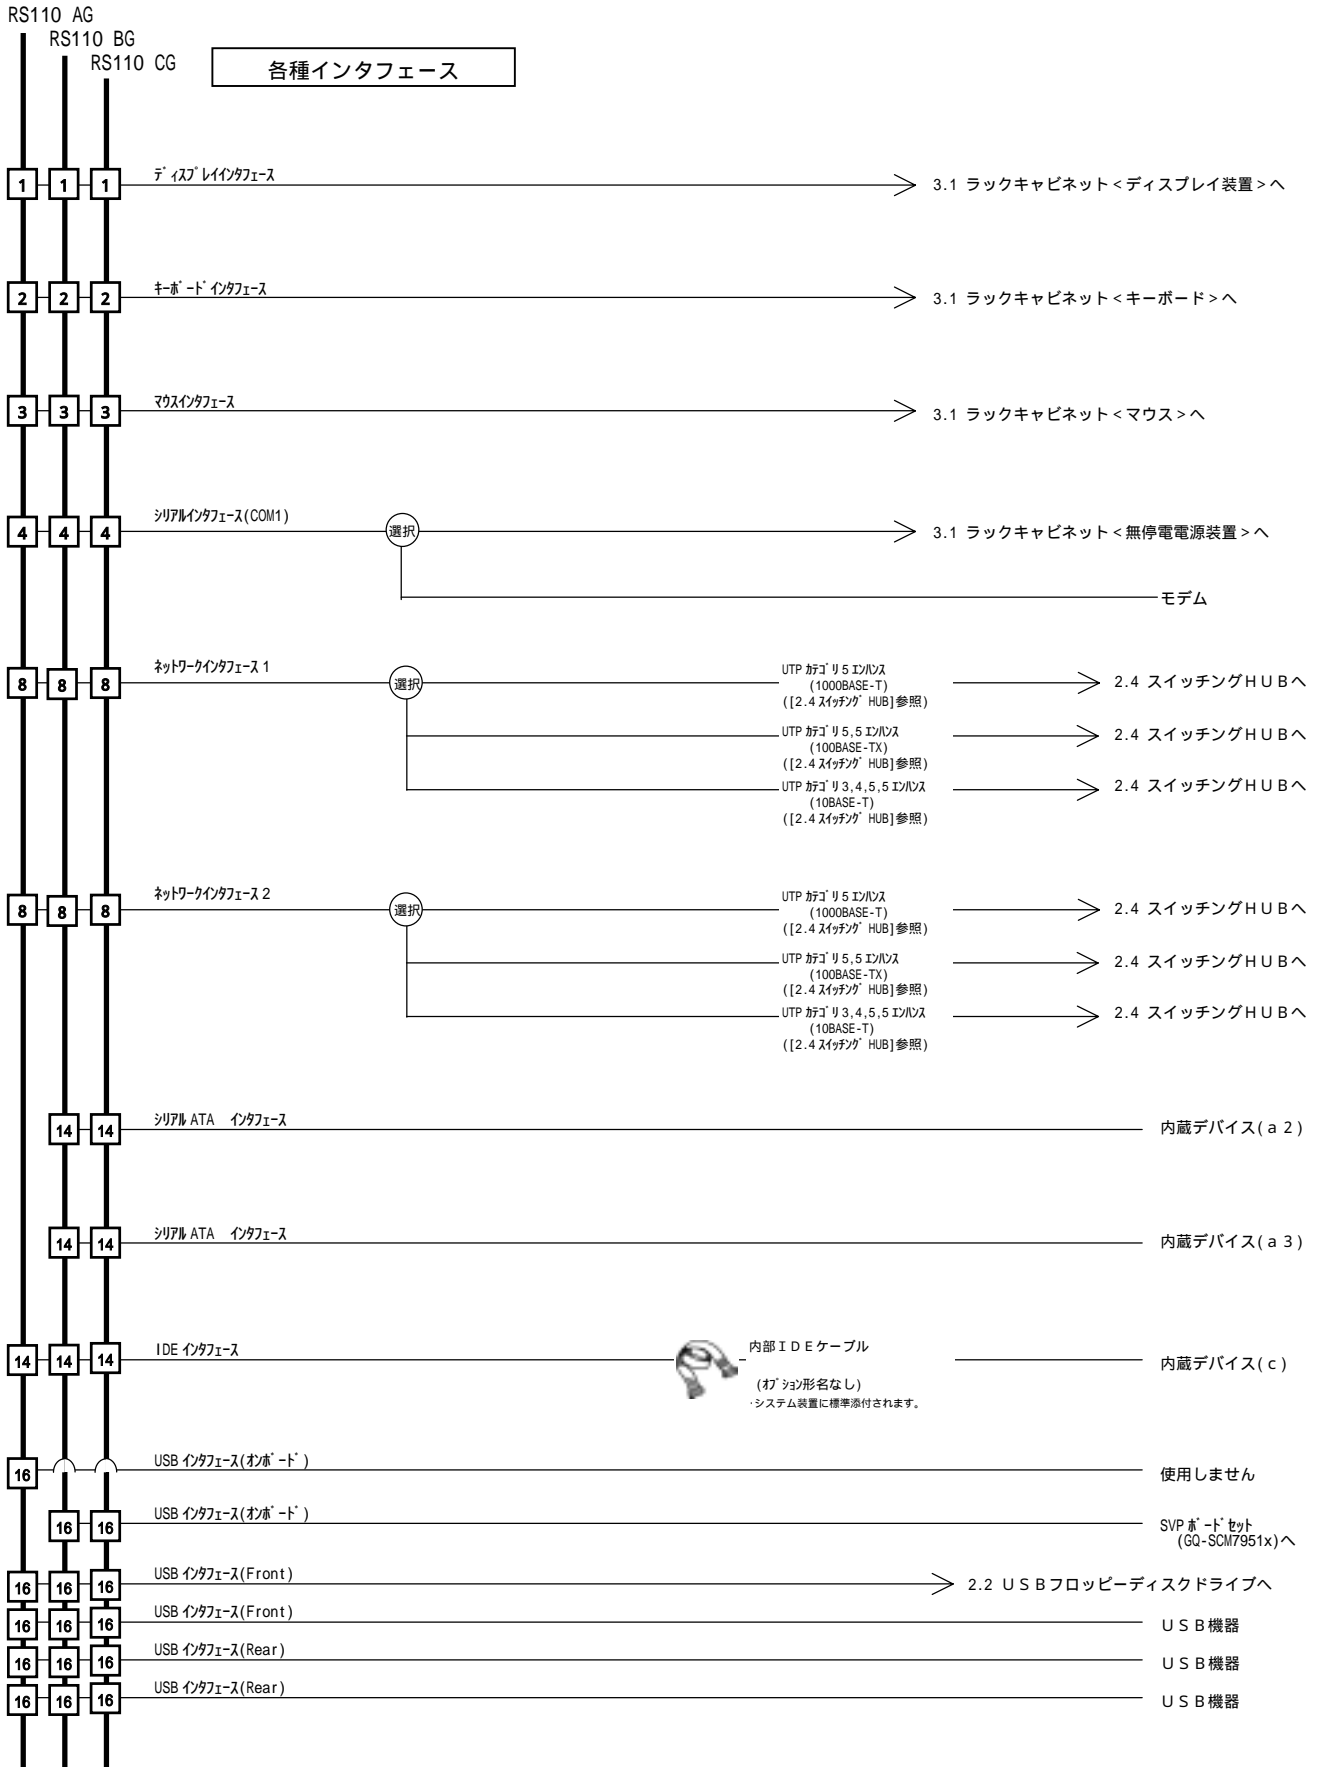 RS110 AG
RS110 BG
RS110 CG
各種インタフェース
1 1 1 ディスプレイインタフェース
3.1 ラックキャビネット<ディスプレイ装置>へ
2 2 2 キーボードインタフェース
3.1 ラックキャビネット<キーボード>へ
3 3 3 マウスインタフェース
3.1 ラックキャビネット<マウス>へ
4 4 4 シリアルインタフェース(COM1)
選択
3.1 ラックキャビネット<無停電電源装置>へ
モデム
8 8 8 ネットワークインタフェース 1
選択
UTP カテゴリ 5 エンハンス
(1000BASE-T)
([2.4 スイッチング HUB]参照)
2.4 スイッチングHUBへ
UTP カテゴリ 5,5 エンハンス
(100BASE-TX)
([2.4 スイッチング HUB]参照)
2.4 スイッチングHUBへ
UTP カテゴリ 3,4,5,5 エンハンス
(10BASE-T)
([2.4 スイッチング HUB]参照)
2.4 スイッチングHUBへ
8 8 8 ネットワークインタフェース 2
選択
UTP カテゴリ 5 エンハンス
(1000BASE-T)
([2.4 スイッチング HUB]参照)
2.4 スイッチングHUBへ
UTP カテゴリ 5,5 エンハンス
(100BASE-TX)
([2.4 スイッチング HUB]参照)
2.4 スイッチングHUBへ
UTP カテゴリ 3,4,5,5 エンハンス
(10BASE-T)
([2.4 スイッチング HUB]参照)
2.4 スイッチングHUBへ
14 14 シリアル ATA インタフェース
内蔵デバイス(a2)
14 14 シリアル ATA インタフェース
内蔵デバイス(a3)
14 14 14 IDE インタフェース
内部IDEケーブル
(オプション形名なし)
・システム装置に標準添付されます。
内蔵デバイス(c)
16 USB インタフェース(オンボード)
使用しません
16 16 USB インタフェース(オンボード)
SVP ボードセット
(GQ-SCM7951x)へ
16 16 16 USB インタフェース(Front)
2.2 USBフロッピーディスクドライブへ
16 16 16 USB インタフェース(Front)
USB機器
16 16 16 USB インタフェース(Rear)
USB機器
16 16 16 USB インタフェース(Rear)
USB機器